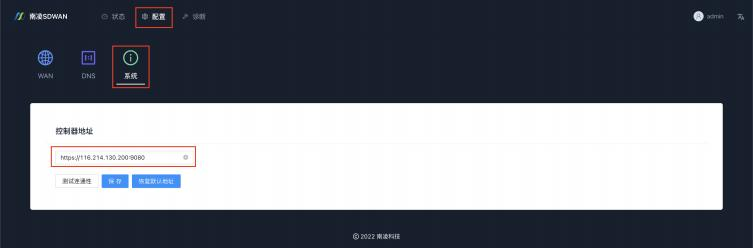 南凌SDWAN 状态 配置 诊断 admin
WAN DNS 系统
控制器地址
https://116.214.130.200:9080
测试连通性 保存 恢复默认地址
© 2022 南凌科技